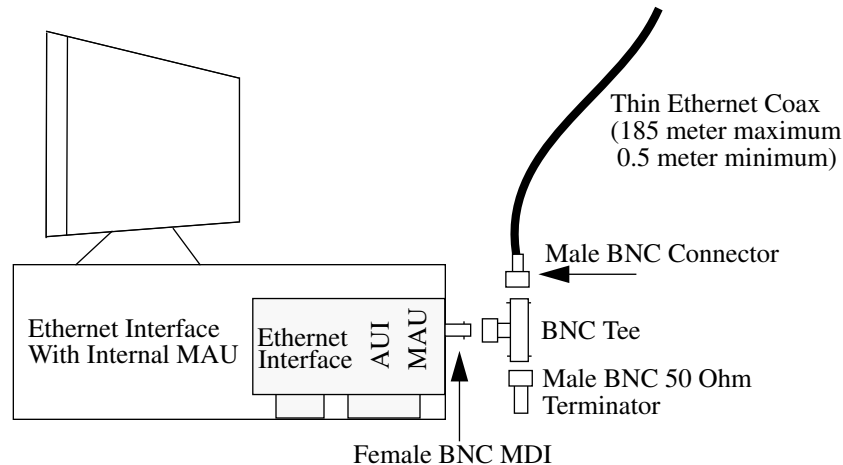 Thin Ethernet Coax
(185 meter maximum
0.5 meter minimum)
Male BNC Connector
Ethernet Interface
With Internal MAU
Ethernet
Interface
AUI
MAU
BNC Tee
Male BNC 50 Ohm
Terminator
Female BNC MDI